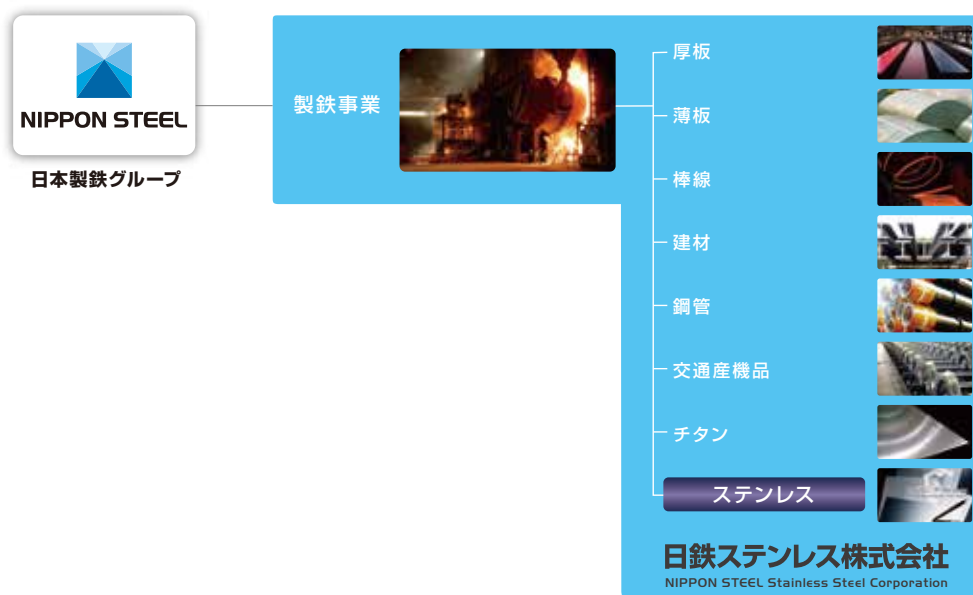 NIPPON STEEL
日本製鉄グループ
製鉄事業
厚板
薄板
棒線
建材
鋼管
交通産機品
チタン
ステンレス
日鉄ステンレス株式会社
NIPPON STEEL Stainless Steel Corporation